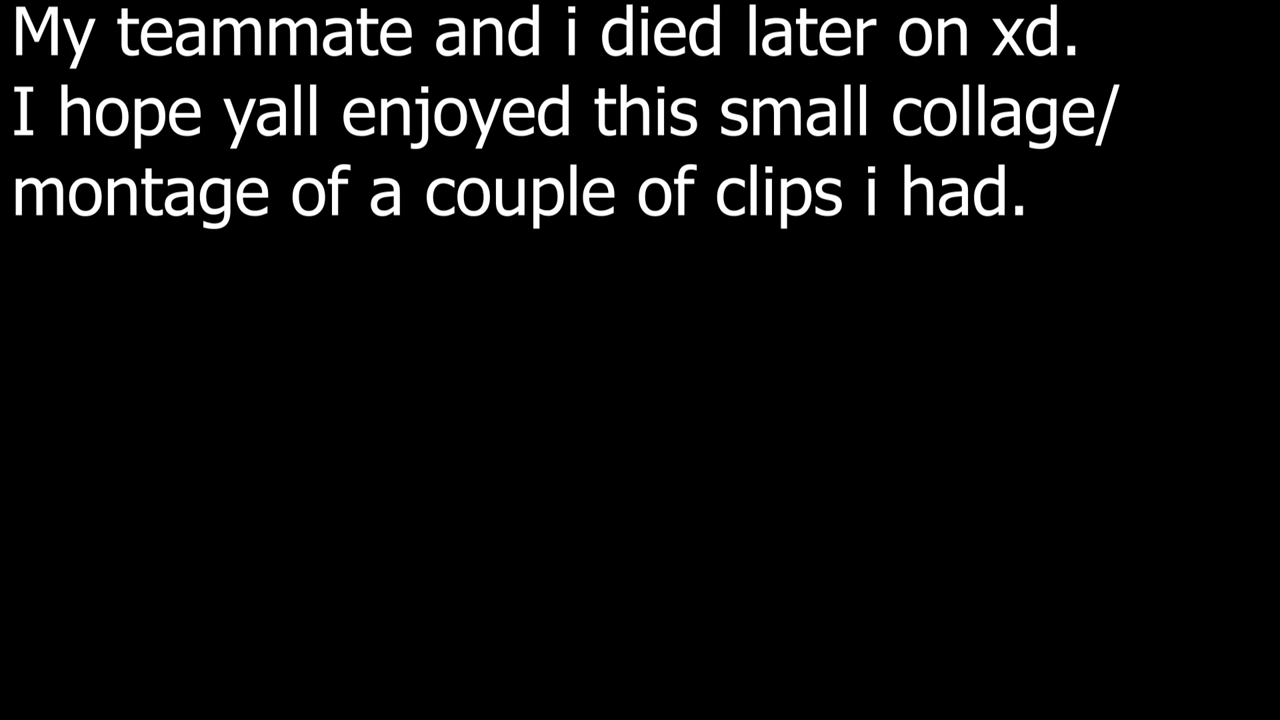 My teammate and i died later on xd.
I hope yall enjoyed this small collage/
montage of a couple of clips i had.